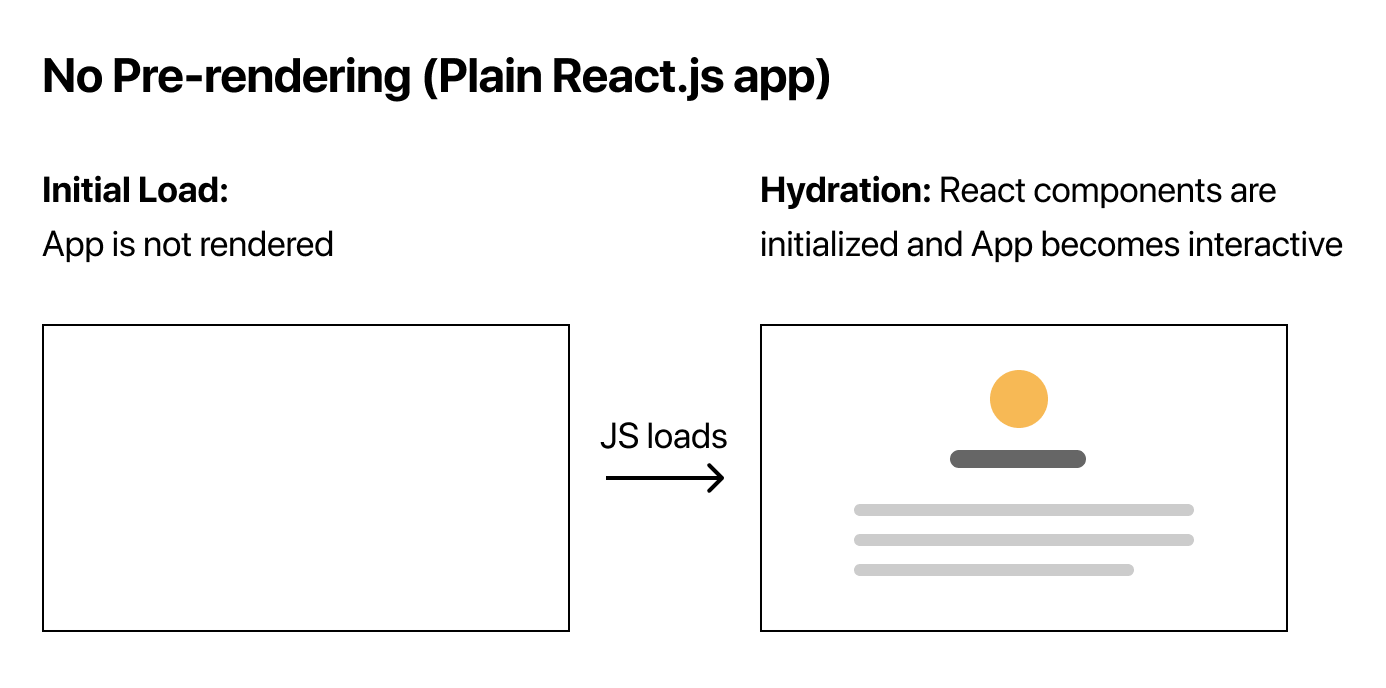 No Pre-rendering (Plain React.js app)
Initial Load:
App is not rendered
Hydration: React components are
initialized and App becomes interactive
JS loads